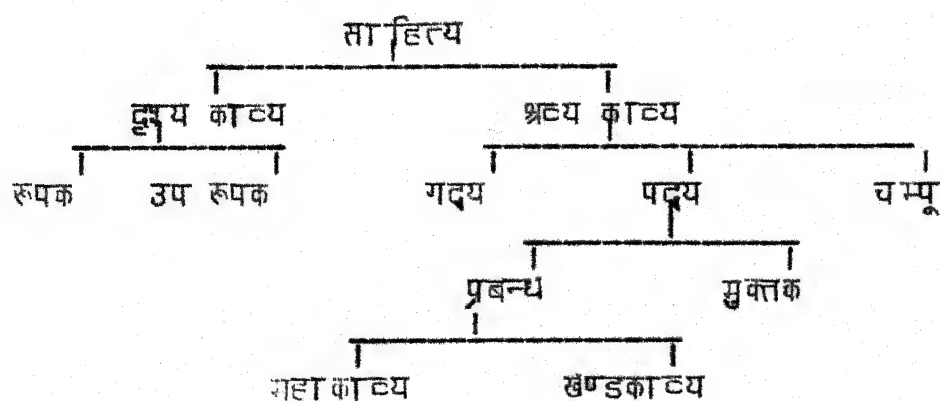 साहित्य
दृश्य काव्य श्रव्य काव्य
रूपक उप रूपक गद्य पद्य चम्पू
प्रबन्ध मुक्तक
महाकाव्य खण्डकाव्य